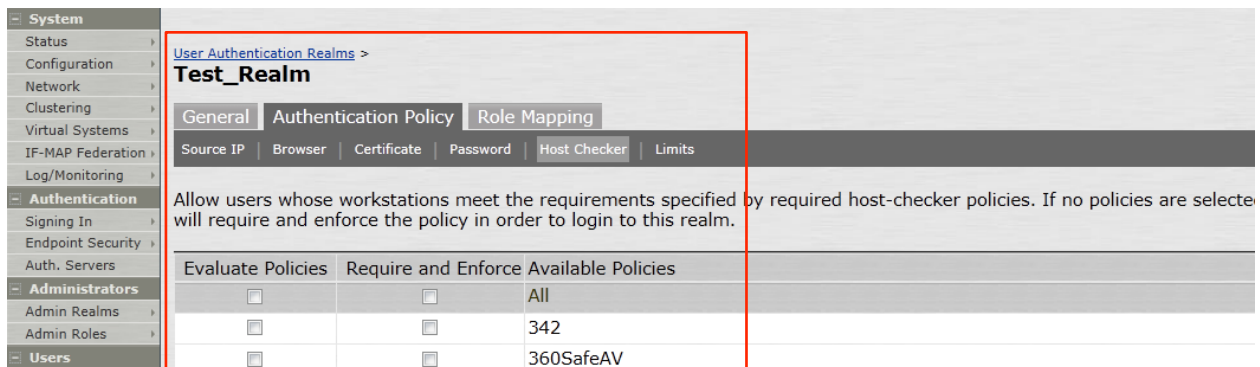 System
Status
Configuration
Network
Clustering
Virtual Systems
IF-MAP Federation
Log/Monitoring
Authentication
Signing In
Endpoint Security
Auth. Servers
Administrators
Admin Realms
Admin Roles
Users
User Authentication Realms >
Test_Realm
General Authentication Policy Role Mapping
Source IP | Browser | Certificate | Password | Host Checker | Limits
Allow users whose workstations meet the requirements specified by required host-checker policies. If no policies are selecte
will require and enforce the policy in order to login to this realm.
Evaluate Policies Require and Enforce Available Policies
All
342
360SafeAV